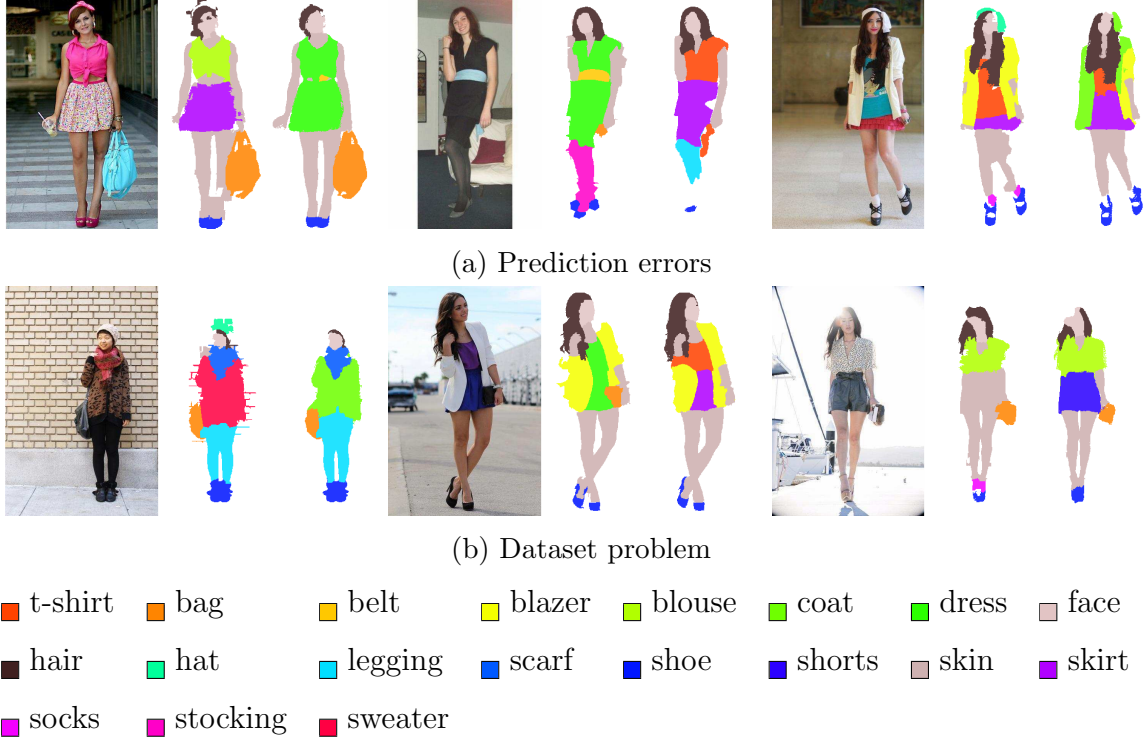 (a) Prediction errors
(b) Dataset problem
t-shirt bag belt blazer blouse coat dress face
hair hat legging scarf shoe shorts skin skirt
socks stocking sweater